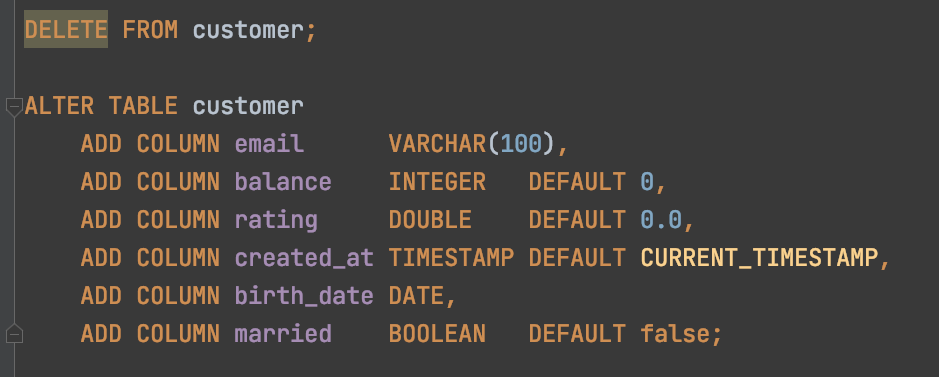 DELETE FROM customer;
ALTER TABLE customer
ADD COLUMN email VARCHAR(100),
ADD COLUMN balance INTEGER DEFAULT 0,
ADD COLUMN rating DOUBLE DEFAULT 0.0,
ADD COLUMN created_at TIMESTAMP DEFAULT CURRENT_TIMESTAMP,
ADD COLUMN birth_date DATE,
ADD COLUMN married BOOLEAN DEFAULT false;